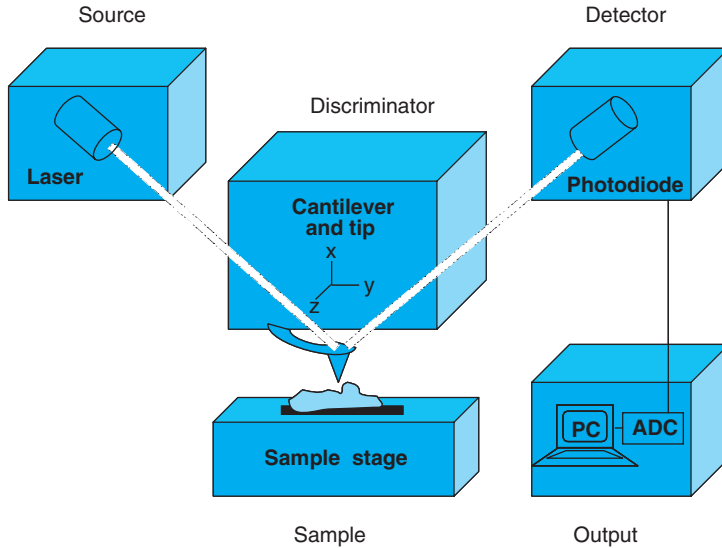 Source
Detector
Discriminator
Laser
Photodiode
Cantilever
and tip
x
y
z
PC
ADC
Sample stage
Sample
Output